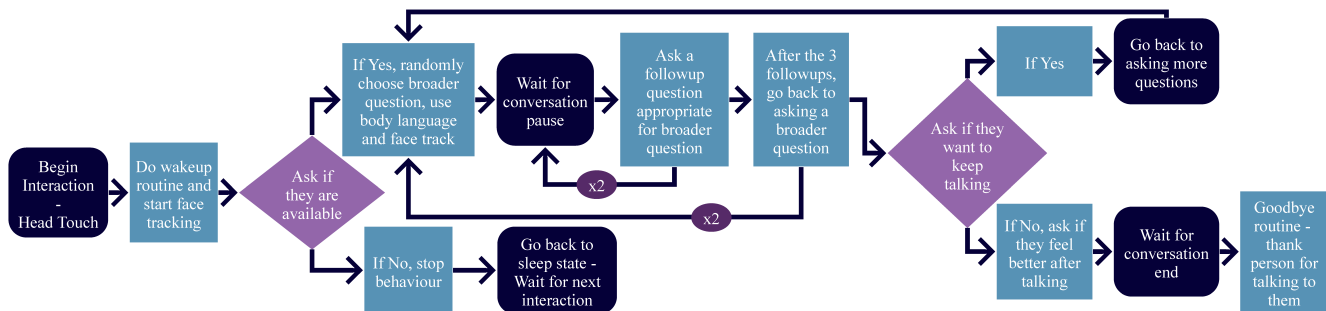 Begin
Interaction
-
Head Touch
Do wakeup
routine and
start face
tracking
Ask if
they are
available
If Yes, randomly
choose broader
question, use
body language
and face track
Wait for
conversation
pause
Ask a
followup
question
appropriate
for broader
question
x2
After the 3
followups,
go back to
asking a
broader
question
x2
If No, stop
behaviour
Go back to
sleep state -
Wait for next
interaction
Ask if they
want to
keep
talking
If Yes
Go back to
asking more
questions
If No, ask if
they feel
better after
talking
Wait for
conversation
end
Goodbye
routine -
thank
person for
talking to
them